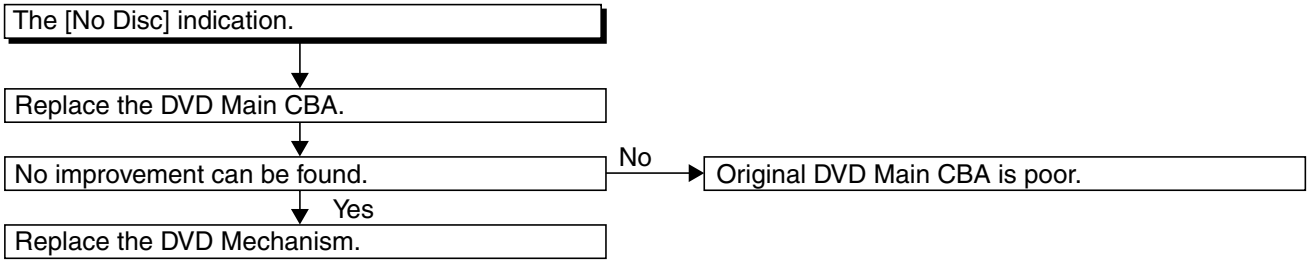 The [No Disc] indication.
Replace the DVD Main CBA.
No improvement can be found.
No
Original DVD Main CBA is poor.
Yes
Replace the DVD Mechanism.